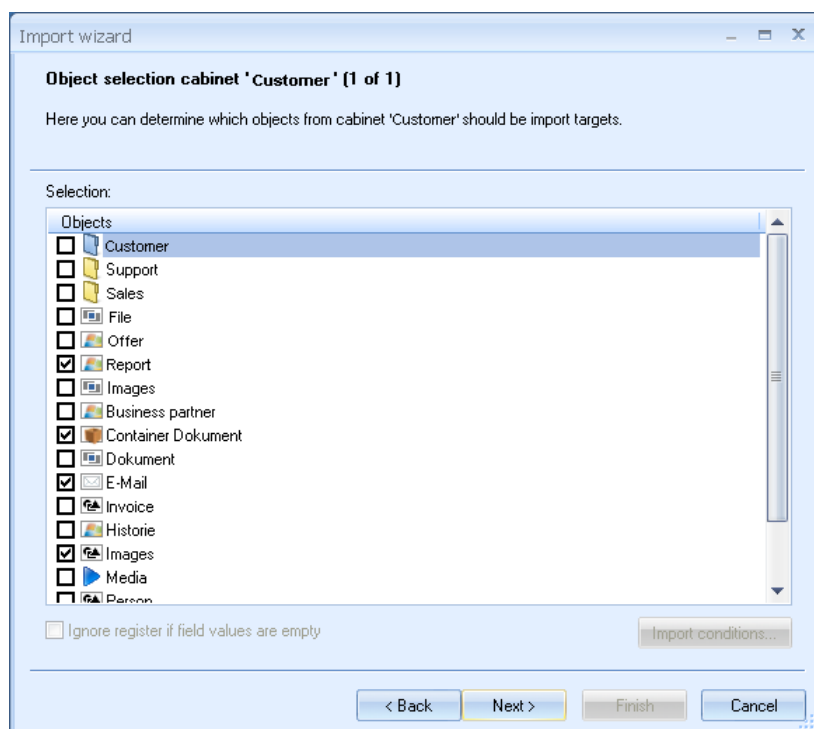 Import wizard
Object selection cabinet 'Customer' (1 of 1)
Here you can determine which objects from cabinet 'Customer' should be import targets.
Selection:
Objects
Customer
Support
Sales
File
Offer
Report
Images
Business partner
Container Dokument
Dokument
E-Mail
Invoice
Historie
Images
Media
Person
Ignore register if field values are empty
Import conditions...
< Back Next > Finish Cancel